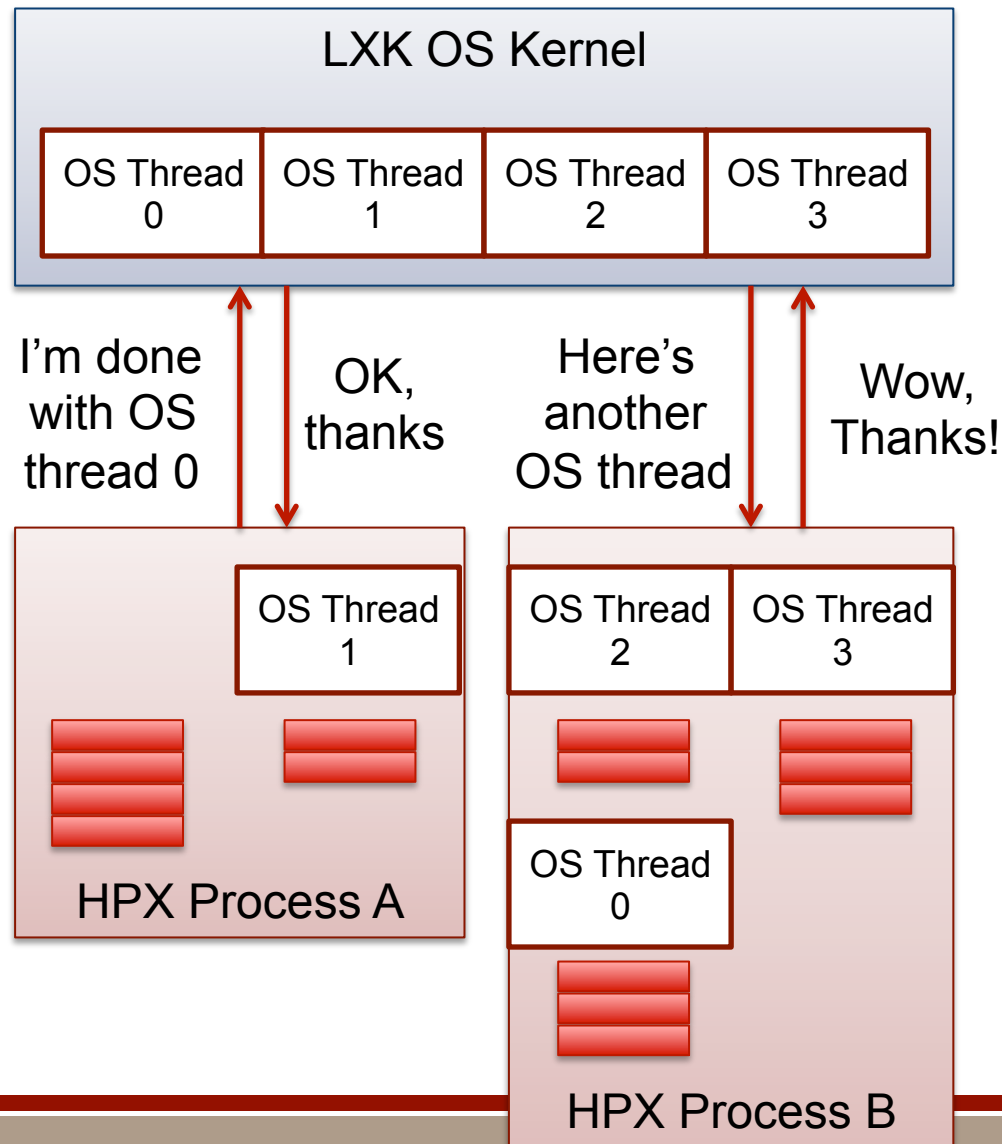 LXK OS Kernel
OS Thread
0
OS Thread
1
OS Thread
2
OS Thread
3
I’m done
with OS
thread 0
OK,
thanks
Here’s
another
OS thread
Wow,
Thanks!
OS Thread
1
HPX Process A
OS Thread
2
OS Thread
3
OS Thread
0
HPX Process B